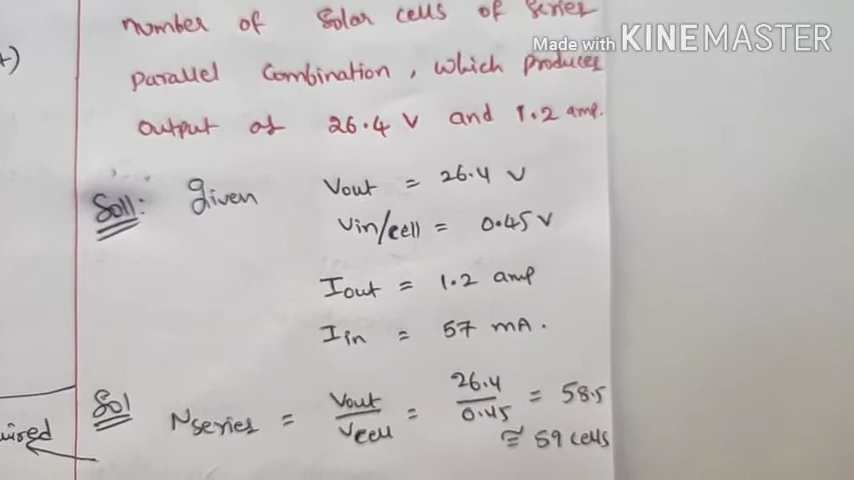 number of Solar cells of Series
Made with KINEMASTER
t)
Parallel Combination, which produces
output of 26.4 V and 1.2 amp.
Soll: given Vout = 26.4 V
Vin/cell = 0.45 V
Iout = 1.2 amp
Iin = 57 mA.
Sol Nseries = Vout/Vcell = 26.4/0.45 = 58.5
uired ≅ 59 cells